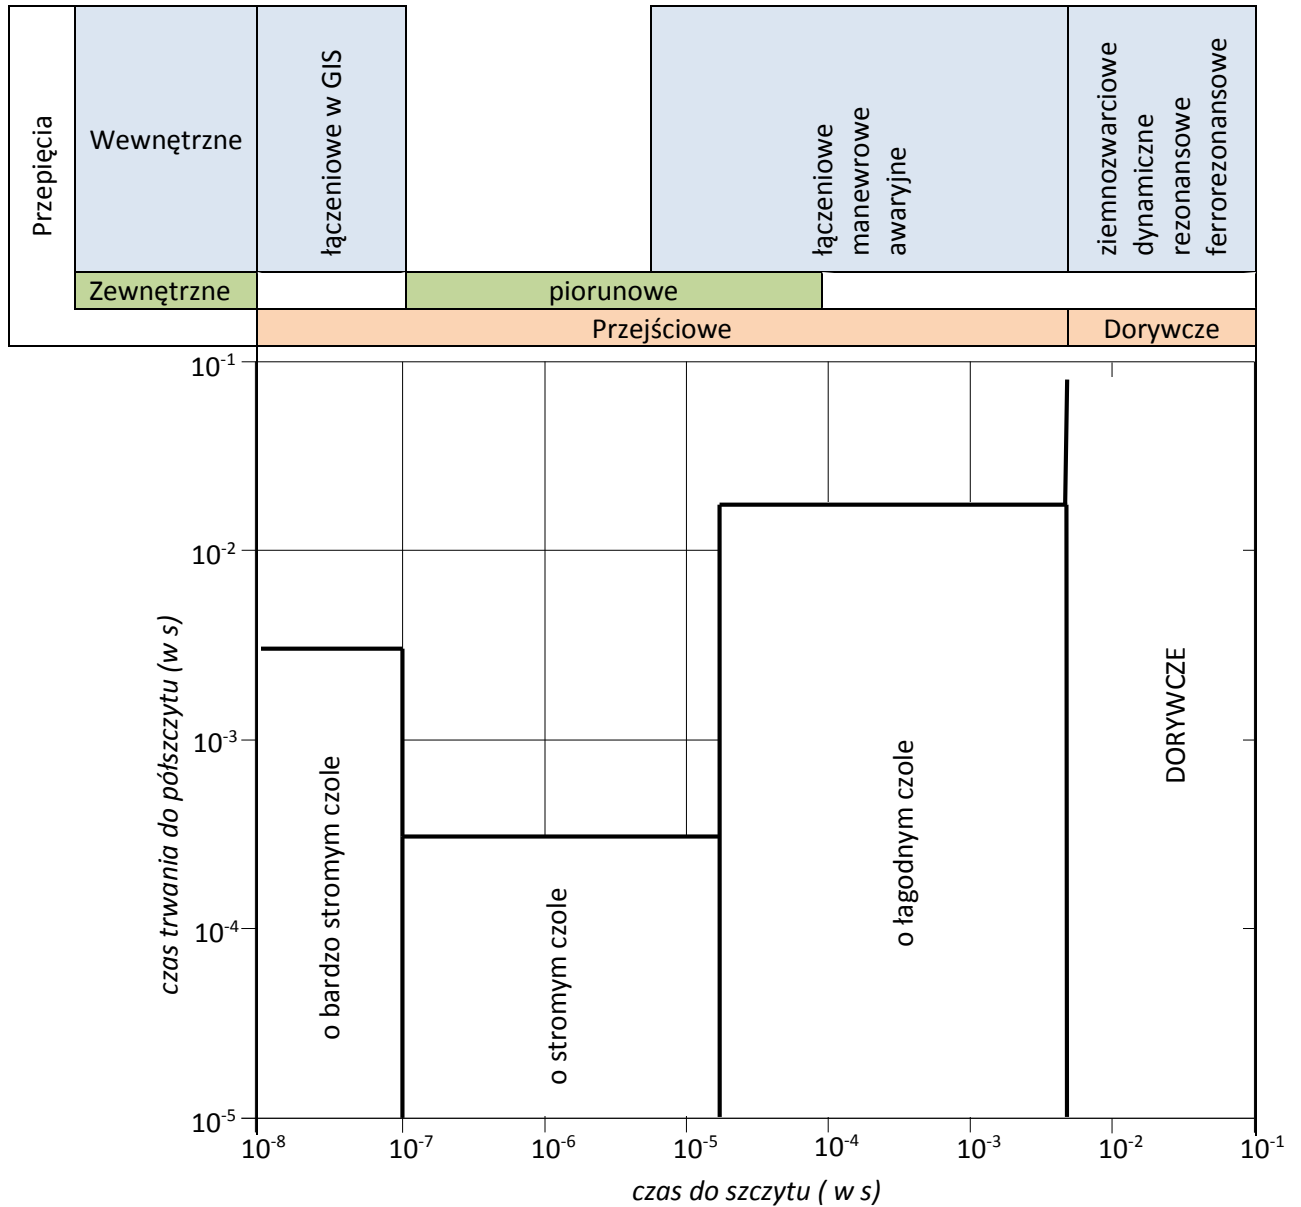 Przepięcia
Wewnętrzne
łączeniowe w GIS
łączeniowe
manewrowe
awaryjne
ziemnozwarciowe
dynamiczne
rezonansowe
ferrorezonansowe
Zewnętrzne
piorunowe
Przejściowe
Dorywcze
10⁻¹
10⁻²
10⁻³
10⁻⁴
10⁻⁵
czas trwania do półszczytu (w s)
o bardzo stromym czole
o stromym czole
o łagodnym czole
DORYWCZE
10⁻⁸ 10⁻⁷ 10⁻⁶ 10⁻⁵ 10⁻⁴ 10⁻³ 10⁻² 10⁻¹
czas do szczytu ( w s)